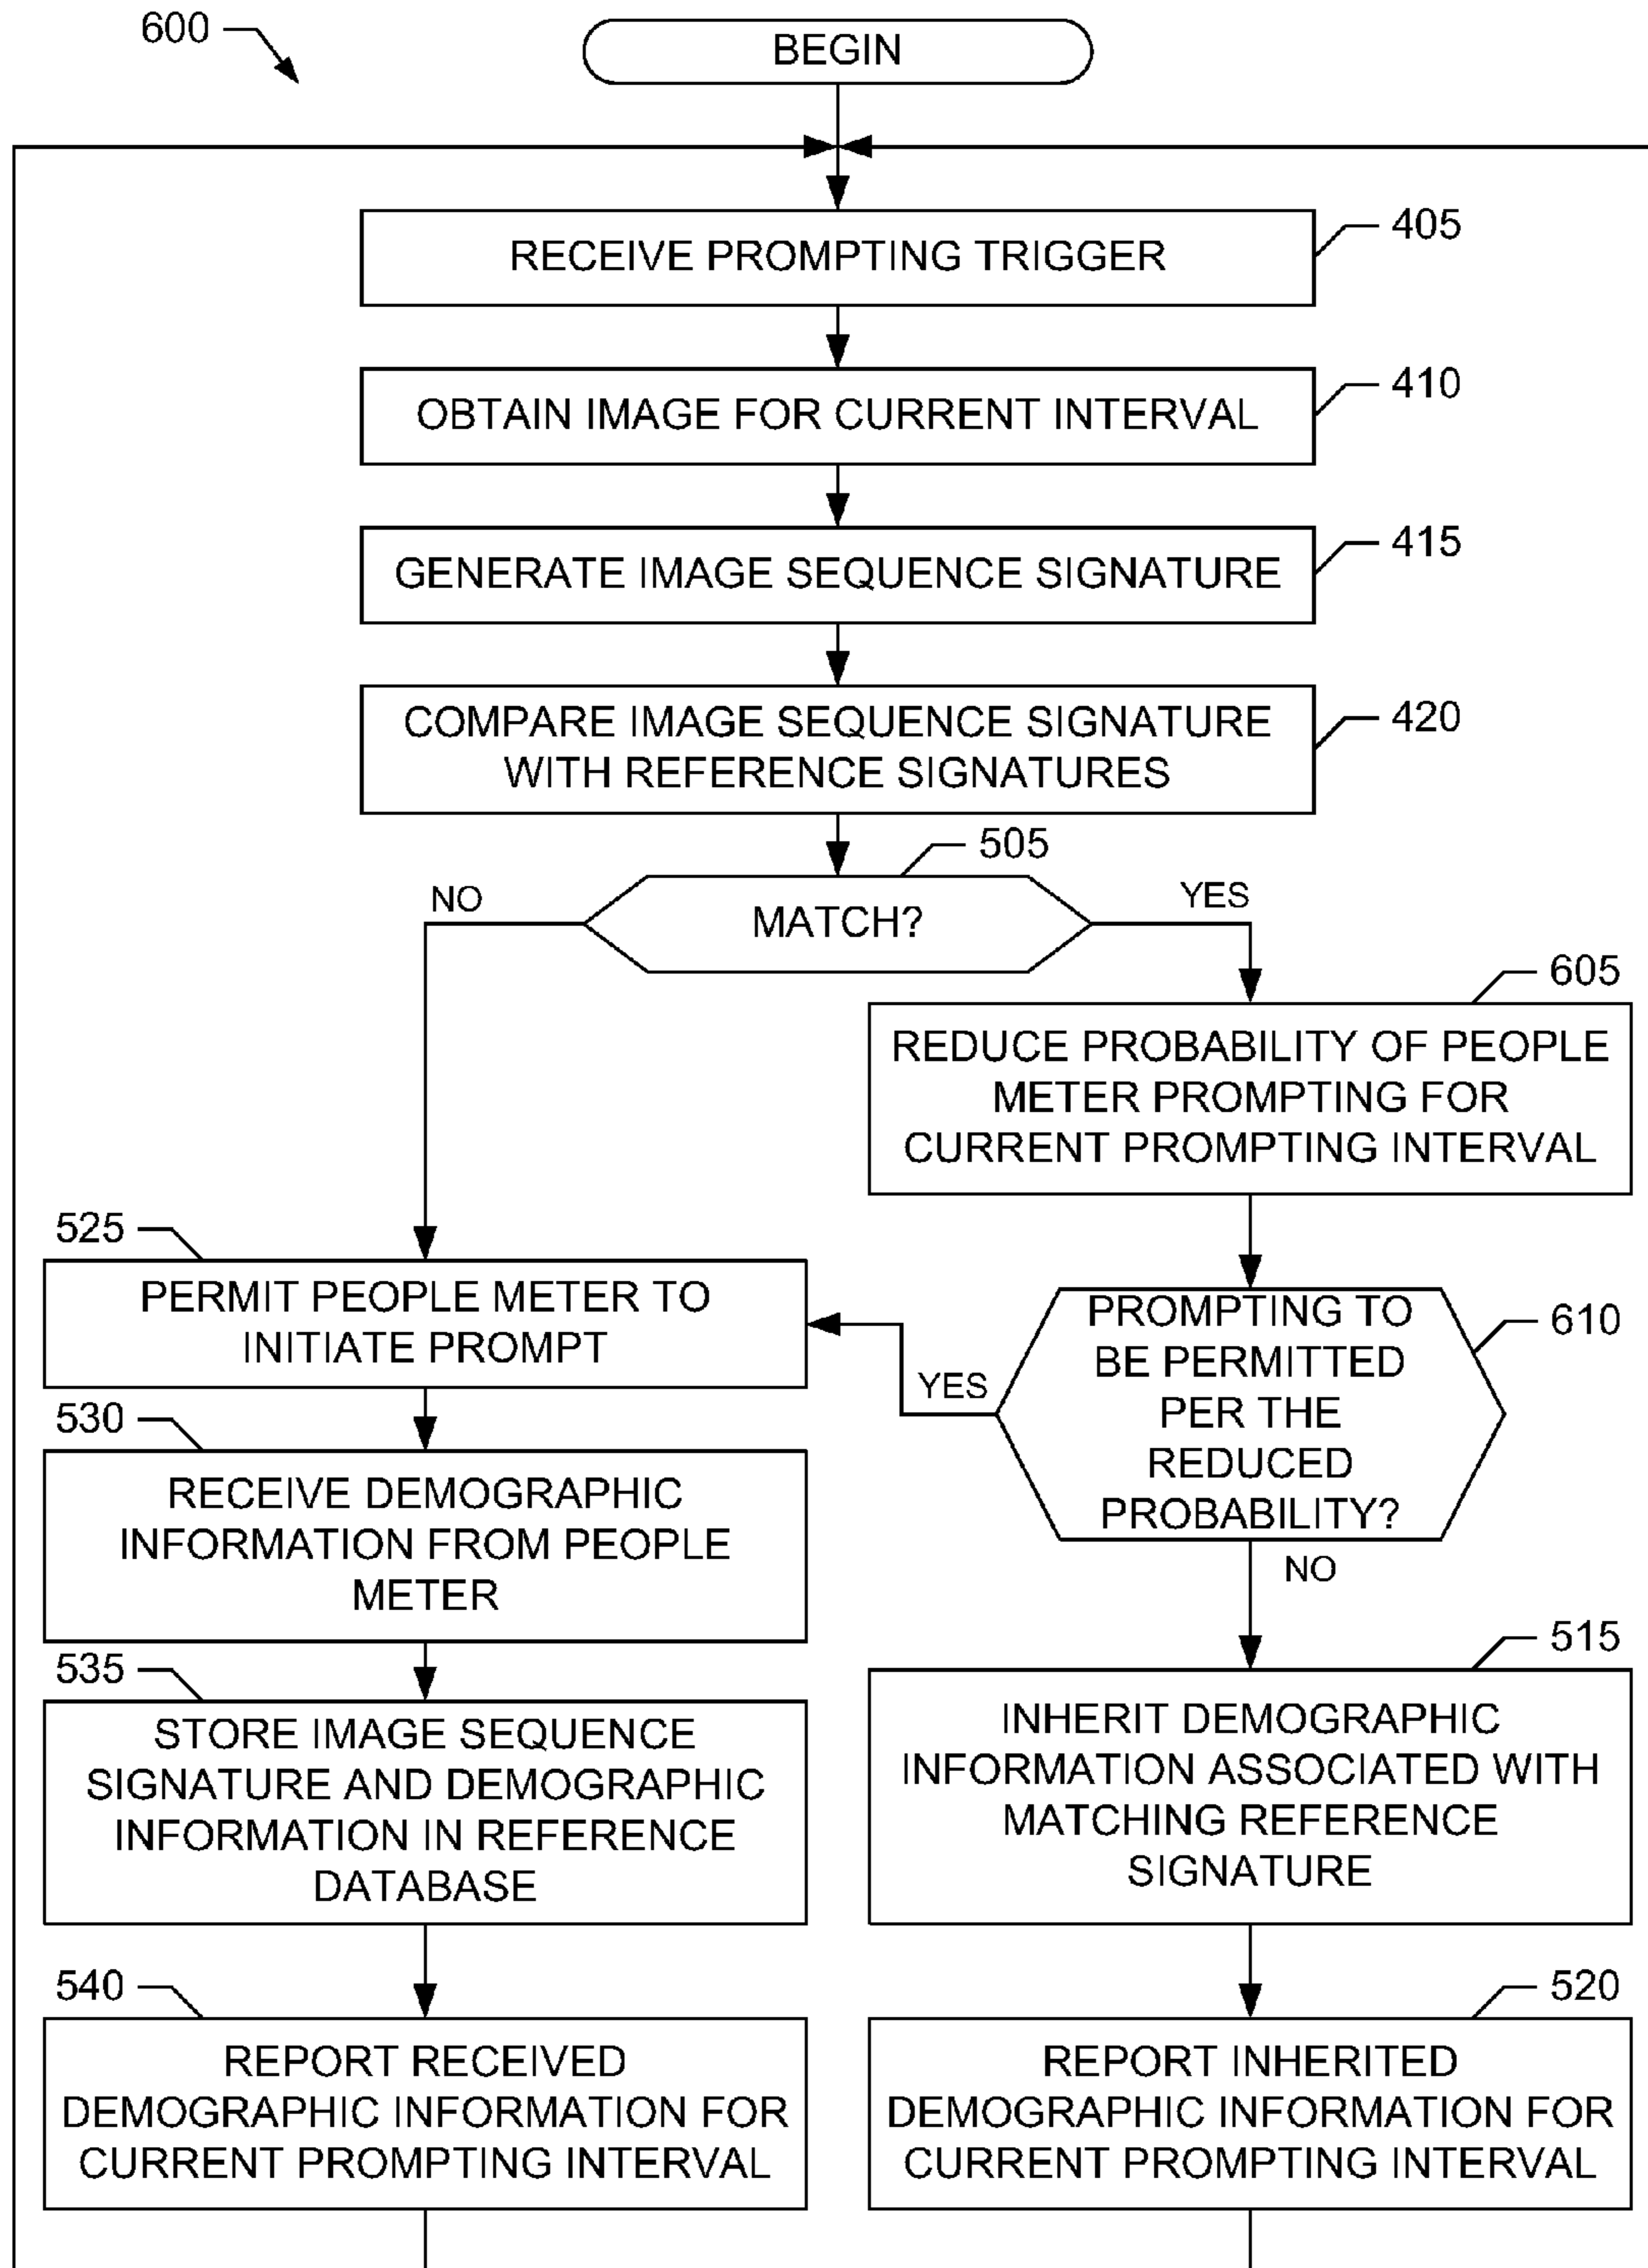 600
BEGIN
RECEIVE PROMPTING TRIGGER
405
OBTAIN IMAGE FOR CURRENT INTERVAL
410
GENERATE IMAGE SEQUENCE SIGNATURE
415
COMPARE IMAGE SEQUENCE SIGNATURE
WITH REFERENCE SIGNATURES
420
505
MATCH?
NO
YES
605
REDUCE PROBABILITY OF PEOPLE
METER PROMPTING FOR
CURRENT PROMPTING INTERVAL
525
PERMIT PEOPLE METER TO
INITIATE PROMPT
PROMPTING TO
BE PERMITTED
PER THE
REDUCED
PROBABILITY?
610
YES
NO
530
RECEIVE DEMOGRAPHIC
INFORMATION FROM PEOPLE
METER
535
STORE IMAGE SEQUENCE
SIGNATURE AND DEMOGRAPHIC
INFORMATION IN REFERENCE
DATABASE
515
INHERIT DEMOGRAPHIC
INFORMATION ASSOCIATED WITH
MATCHING REFERENCE
SIGNATURE
540
REPORT RECEIVED
DEMOGRAPHIC INFORMATION FOR
CURRENT PROMPTING INTERVAL
520
REPORT INHERITED
DEMOGRAPHIC INFORMATION FOR
CURRENT PROMPTING INTERVAL